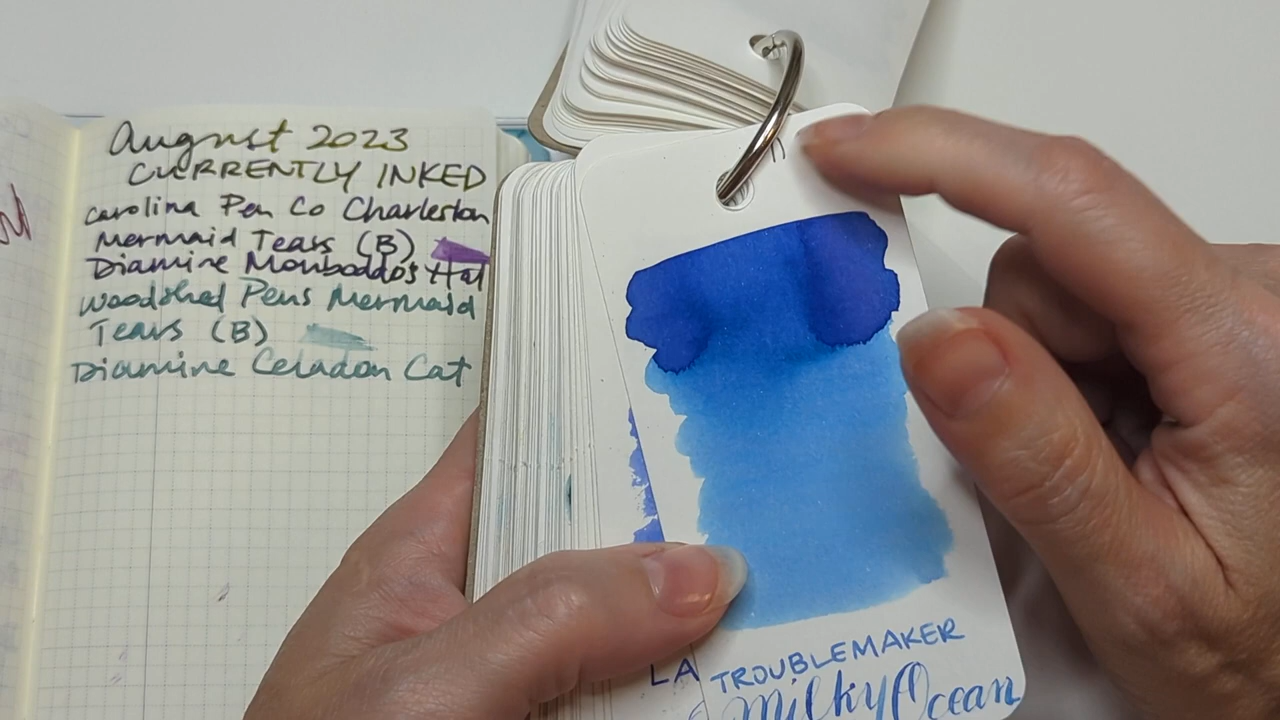 August 2023
CURRENTLY INKED
Carolina Pen Co Charleston
Mermaid Tears (B)
Diamine Monboddo's Hat
Woodshed Pens Mermaid
Tears (B)
Diamine Celadon Cat
LA
TROUBLEMAKER
Milky Ocean